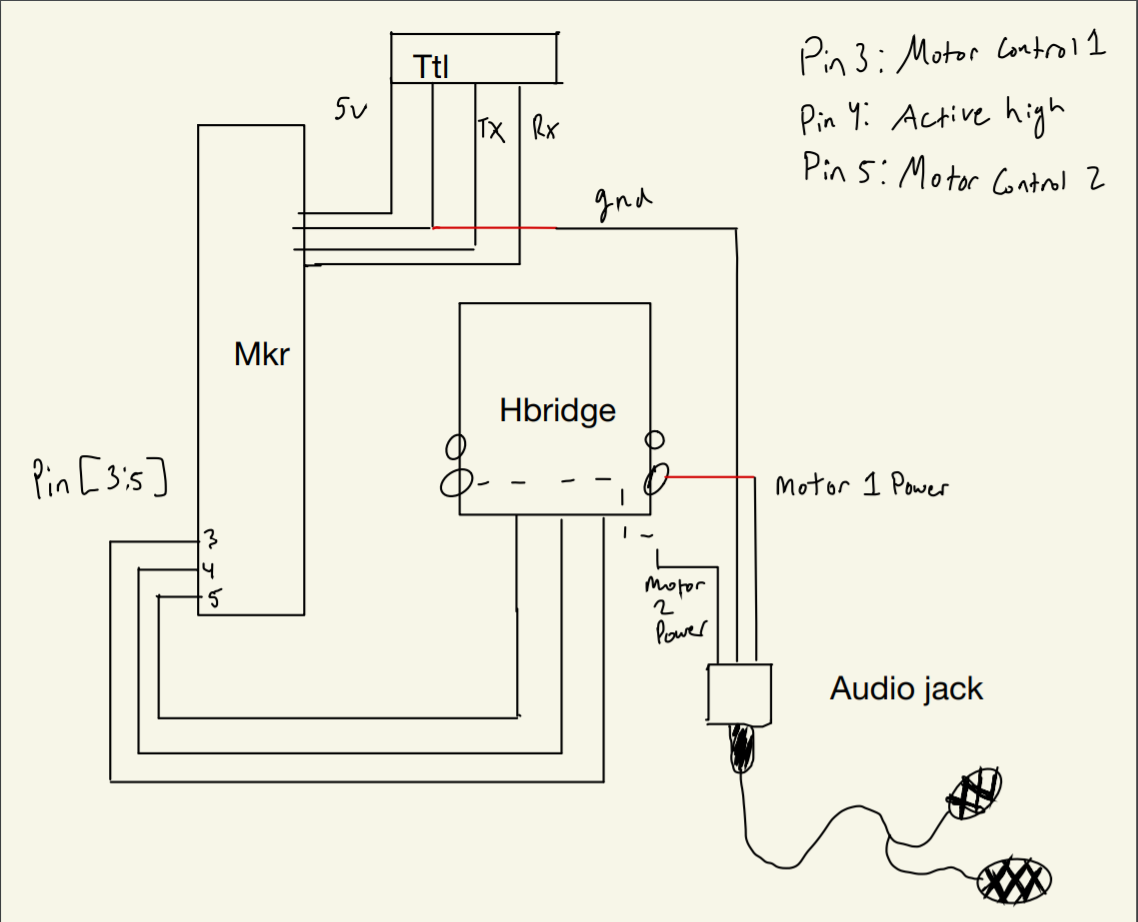 Ttl
5v
Tx
Rx
Pin 3: Motor Control 1
Pin 4: Active high
Pin 5: Motor Control 2
gnd
Mkr
Hbridge
Pin [3:5]
3
4
5
Motor 1 Power
Motor
2
Power
Audio jack